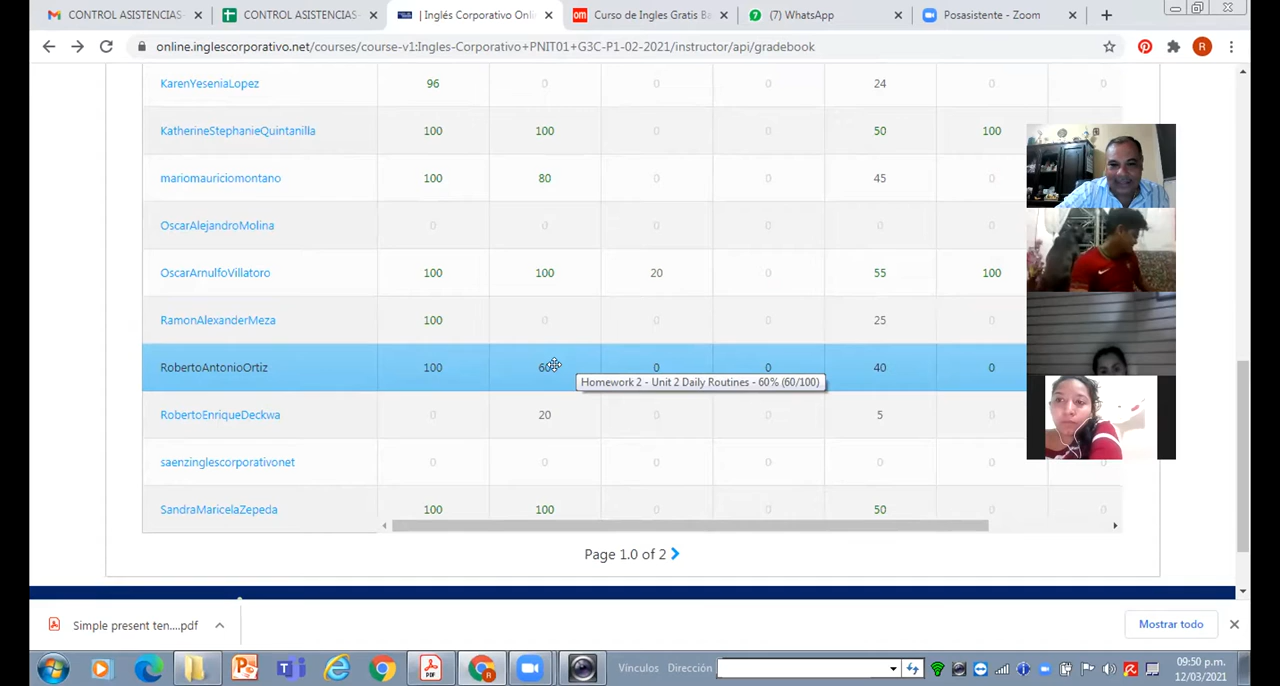 CONTROL ASISTENCIAS-
CONTROL ASISTENCIAS-
| Inglés Corporativo Onli
Curso de Ingles Gratis Ba
(7) WhatsApp
Posasistente - Zoom
online.inglescorporativo.net/courses/course-v1:Ingles-Corporativo+PNIT01+G3C-P1-02-2021/instructor/api/gradebook
R
KarenYeseniaLopez 96 0 0 0 24 0 0
KatherineStephanieQuintanilla 100 100 0 0 50 100
mariomauriciomontano 100 80 0 0 45 0
OscarAlejandroMolina 0 0 0 0 0 0
OscarArnulfoVillatoro 100 100 20 0 55 100
RamonAlexanderMeza 100 0 0 0 25 0
RobertoAntonioOrtiz 100 60 0 0 40 0
Homework 2 - Unit 2 Daily Routines - 60% (60/100)
RobertoEnriqueDeckwa 0 20 0 0 5 0
saenzinglescorporativonet 0 0 0 0 0 0 0
SandraMaricelaZepeda 100 100 0 0 50 0 0
Page 1.0 of 2
Simple present ten....pdf
Mostrar todo
Vínculos Dirección
09:50 p.m.
12/03/2021